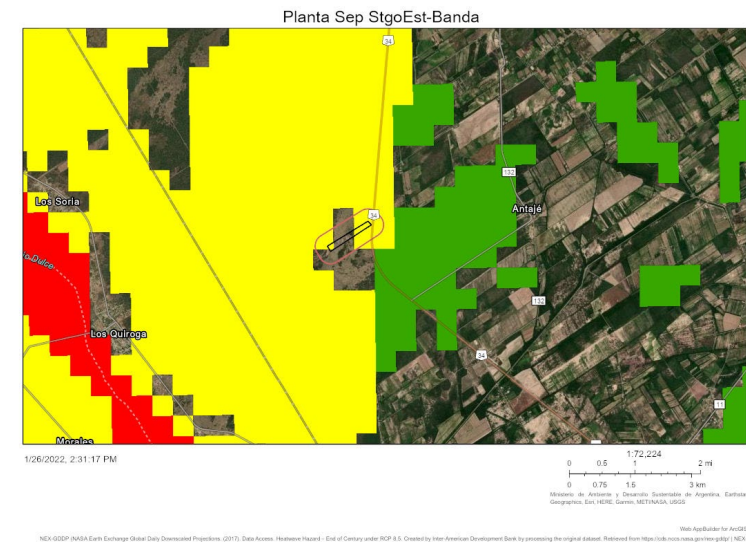 Planta Sep StgoEst-Banda
34
Los Soria
132
34
Antajé
Dulce
132
Los Quiroga
34
11
Morales
1/26/2022, 2:31:17 PM
1:72,224
0 0.5 1 2 mi
0 0.75 1.5 3 km
Ministerio de Ambiente y Desarrollo Sustentable de Argentina, Earthsta
Geographics, Esri, HERE, Garmin, METI/NASA, USGS
Web AppBuilder for ArcGIS
NEX-GDDP (NASA Earth Exchange Global Daily Downscaled Projections, (2017). Data Access. Heatwave Hazard - End of Century under RCP 8.5. Created by Inter-American Development Bank by processing the original dataset. Retrieved from https://cds.nccs.nasa.gov/nex-gddp/ | NEX-